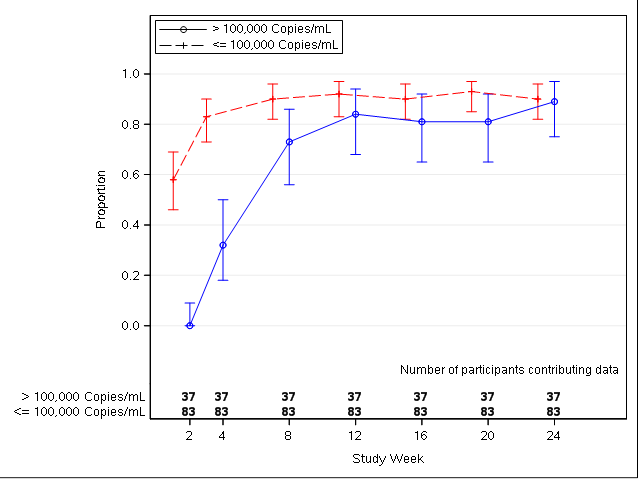 > 100,000 Copies/mL
<= 100,000 Copies/mL
1.0
0.8
0.6
0.4
0.2
0.0
Proportion
Number of participants contributing data
> 100,000 Copies/mL 37 37 37 37 37 37 37
<= 100,000 Copies/mL 83 83 83 83 83 83 83
2 4 8 12 16 20 24
Study Week